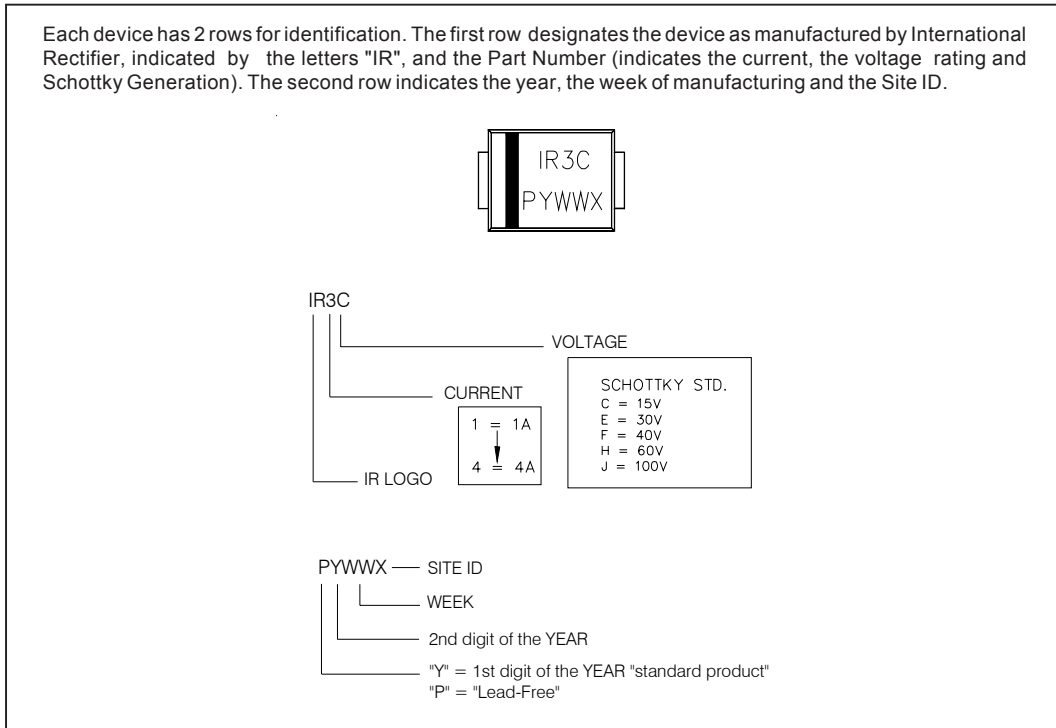 Each device has 2 rows for identification. The first row designates the device as manufactured by International
Rectifier, indicated by the letters "IR", and the Part Number (indicates the current, the voltage rating and
Schottky Generation). The second row indicates the year, the week of manufacturing and the Site ID.
IR3C
PYWWX
IR3C
VOLTAGE
SCHOTTKY STD.
C = 15V
E = 30V
F = 40V
H = 60V
J = 100V
CURRENT
1 = 1A
4 = 4A
IR LOGO
PYWWX
SITE ID
WEEK
2nd digit of the YEAR
"Y" = 1st digit of the YEAR "standard product"
"P" = "Lead-Free"